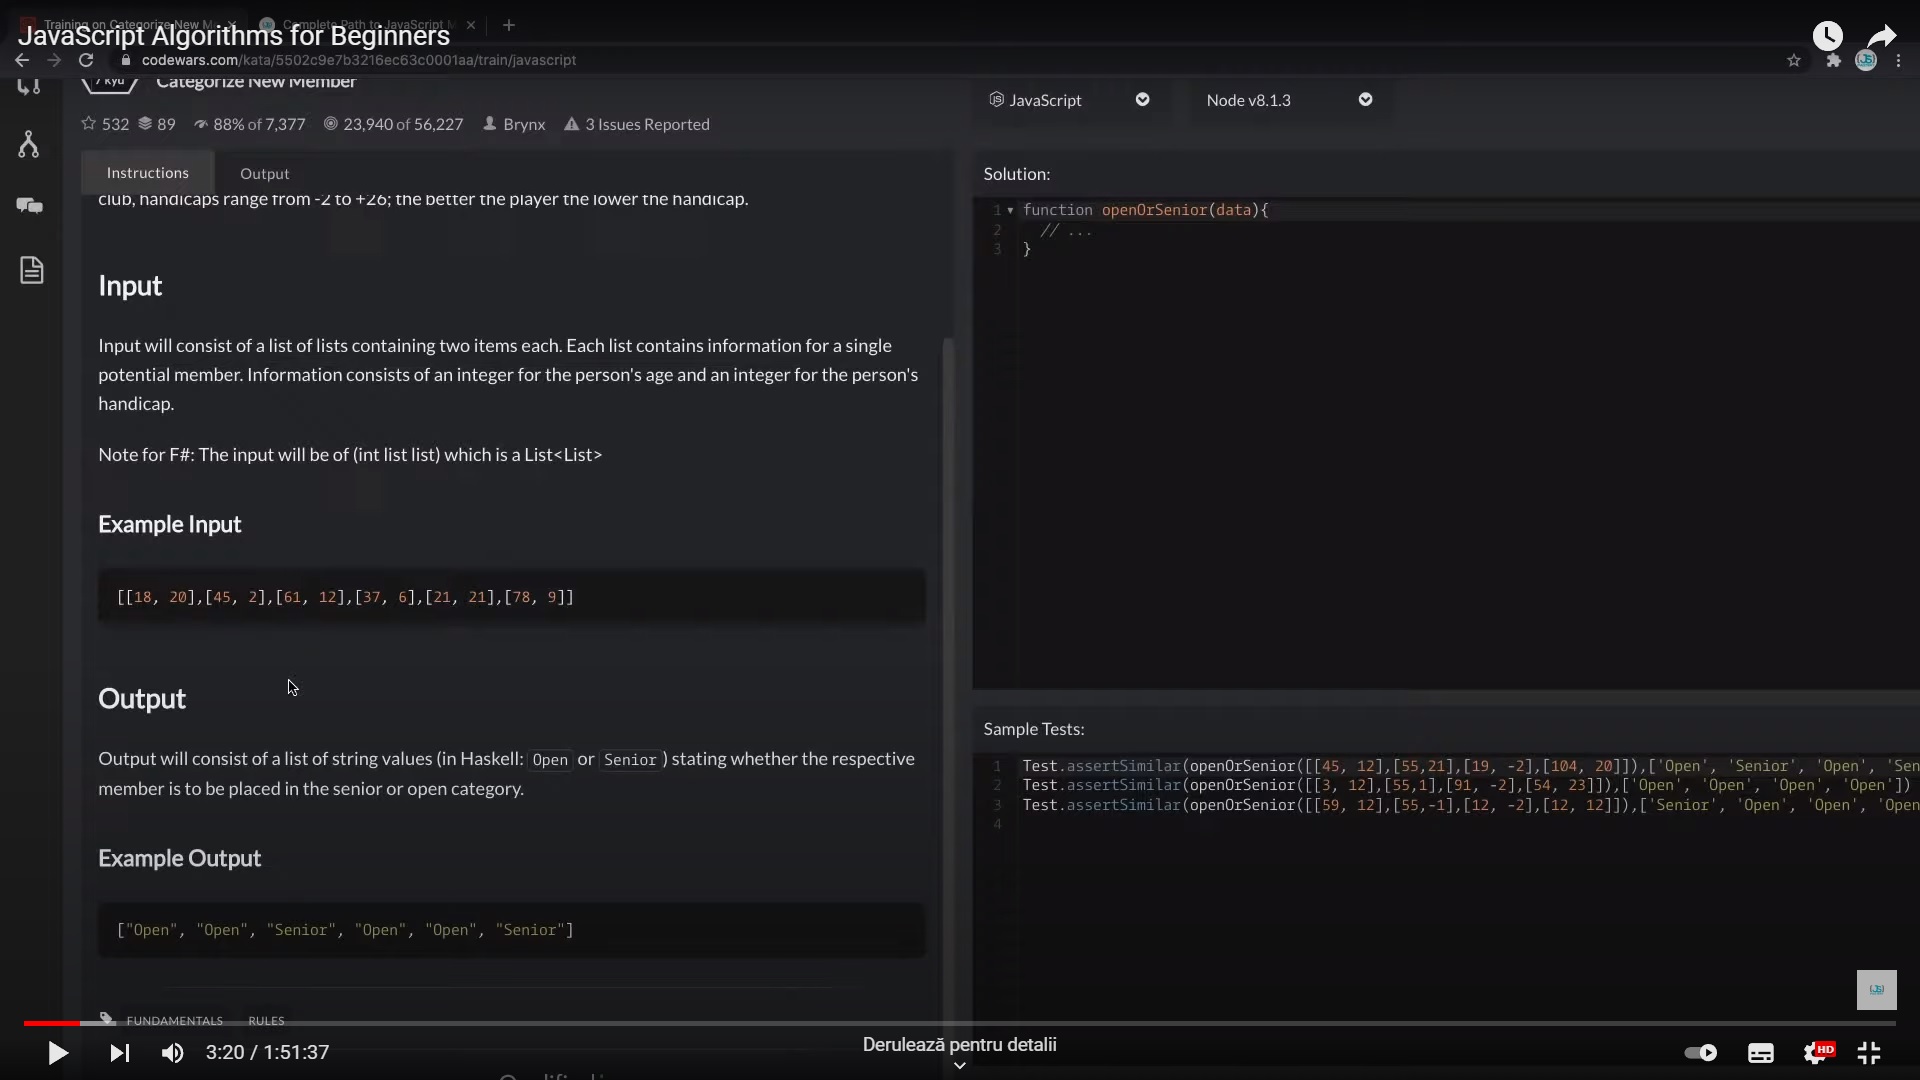 Training on Categorize New M
Complete Path to JavaScript M
JavaScript Algorithms for Beginners
codewars.com/kata/5502c9e7b3216ec63c0001aa/train/javascript
7 kyu
Categorize New Member
532 89 88% of 7,377 23,940 of 56,227 Brynx 3 Issues Reported
JavaScript
Node v8.1.3
Instructions
Output
club, handicaps range from -2 to +26; the better the player the lower the handicap.
Input
Input will consist of a list of lists containing two items each. Each list contains information for a single
potential member. Information consists of an integer for the person's age and an integer for the person's
handicap.
Note for F#: The input will be of (int list list) which is a List<List>
Example Input
[[18, 20],[45, 2],[61, 12],[37, 6],[21, 21],[78, 9]]
Output
Output will consist of a list of string values (in Haskell: Open or Senior) stating whether the respective
member is to be placed in the senior or open category.
Example Output
["Open", "Open", "Senior", "Open", "Open", "Senior"]
FUNDAMENTALS RULES
Solution:
1 function openOrSenior(data){
2 // ...
3 }
Sample Tests:
1 Test.assertSimilar(openOrSenior([[45, 12],[55,21],[19, -2],[104, 20]]),['Open', 'Senior', 'Open', 'Sen
2 Test.assertSimilar(openOrSenior([[3, 12],[55,1],[91, -2],[54, 23]]),['Open', 'Open', 'Open', 'Open'])
3 Test.assertSimilar(openOrSenior([[59, 12],[55,-1],[12, -2],[12, 12]]),['Senior', 'Open', 'Open', 'Open
4
{JS}
3:20 / 1:51:37
Derulează pentru detalii
HD